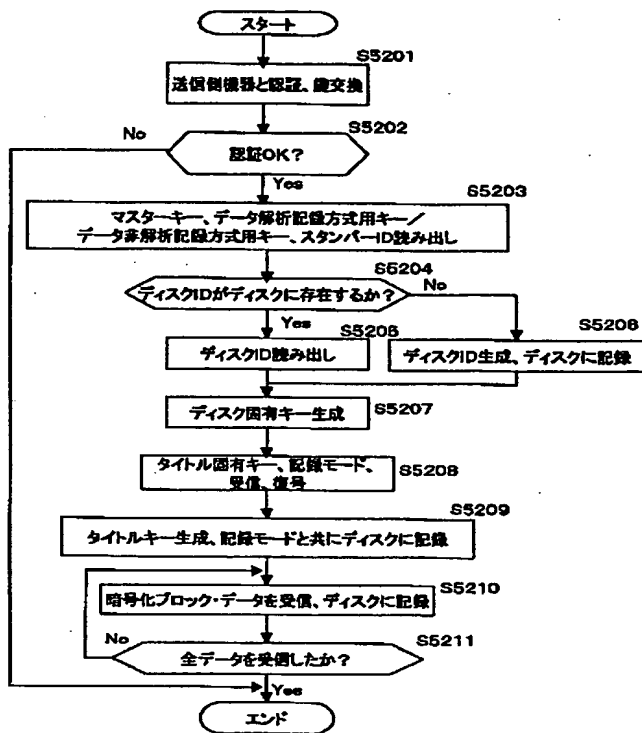 スタート
S5201
送信側機器と認証、鍵交換
S5202
No
認証OK?
Yes
S5203
マスターキー、データ解析記録方式用キー/
データ非解析記録方式用キー、スタンパーID読み出し
S5204
ディスクIDがディスクに存在するか?
No
Yes
S5206
ディスクID読み出し
S5206
ディスクID生成、ディスクに記録
ディスク固有キー生成
S5207
タイトル固有キー、記録モード、
受信、復号
S5208
S5209
タイトルキー生成、記録モードと共にディスクに記録
S5210
暗号化ブロック・データを受信、ディスクに記録
S5211
No
全データを受信したか?
Yes
エンド